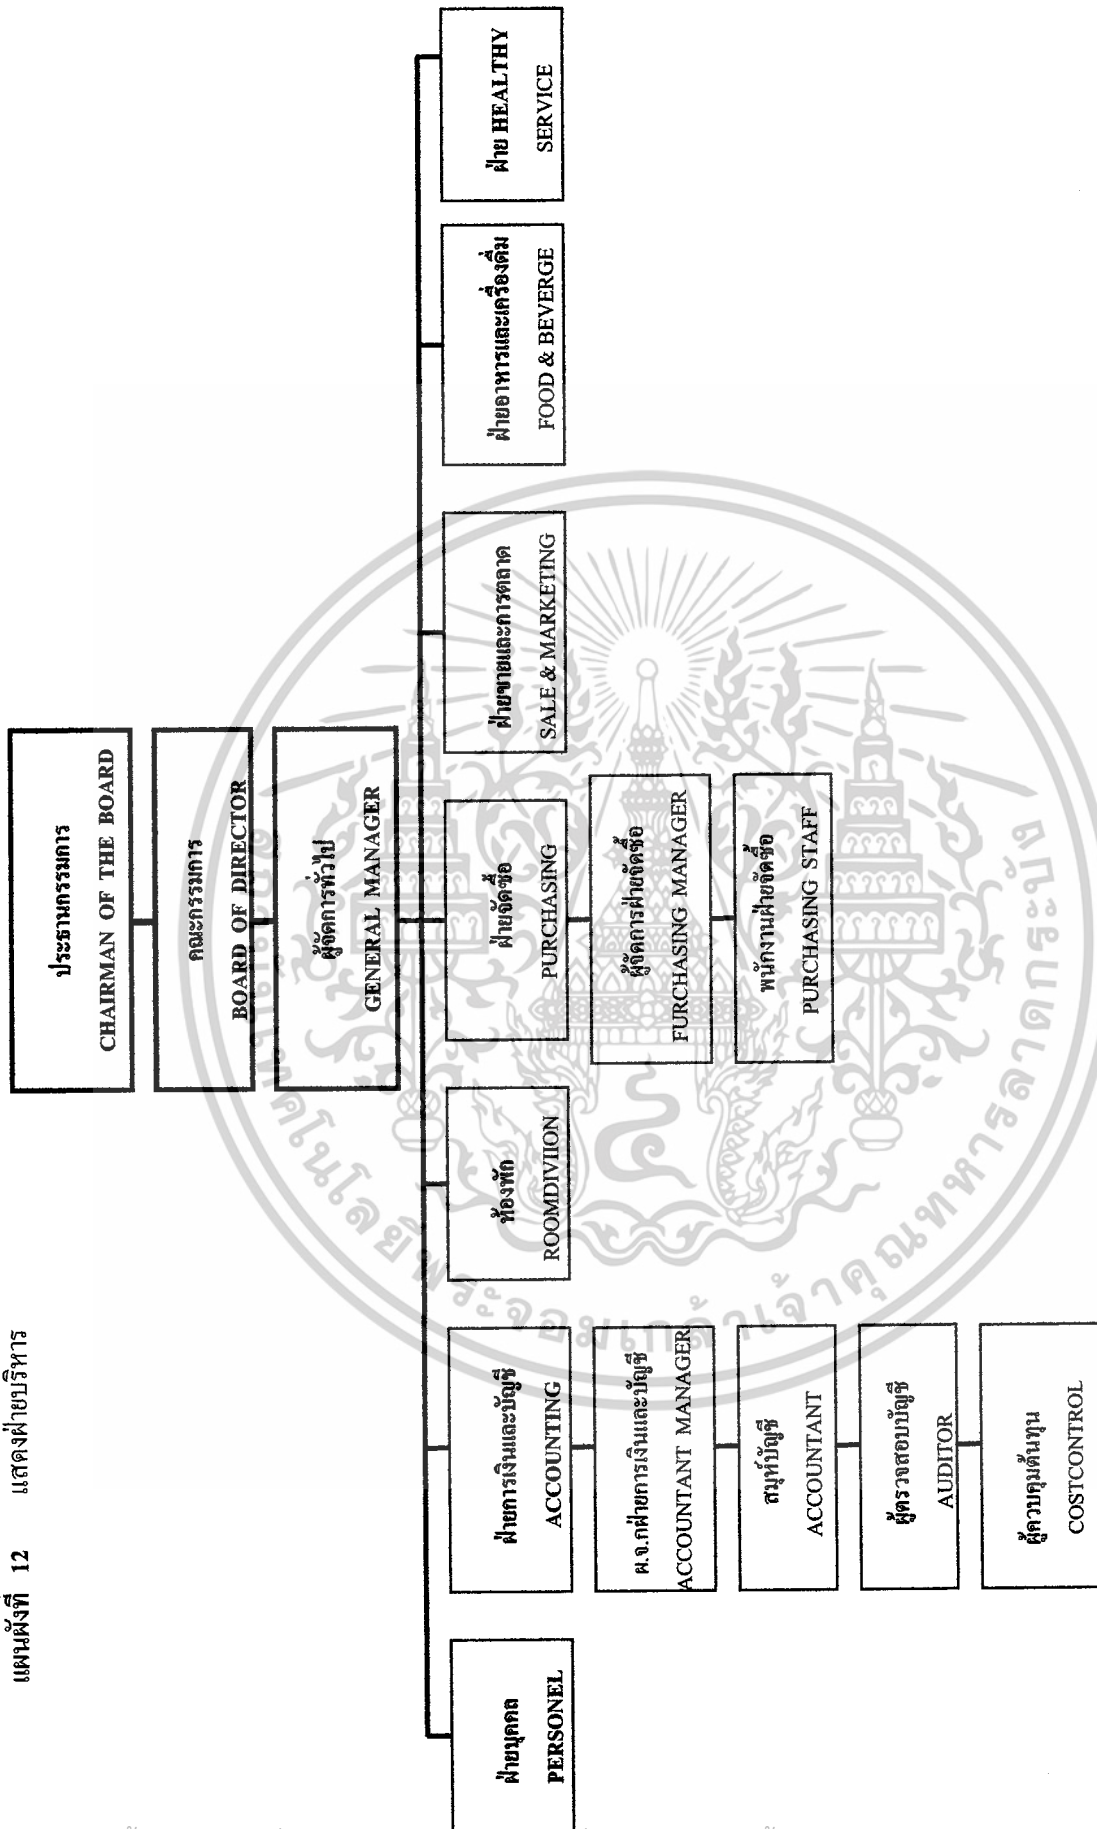 แผนผังที่ 12 แสดงฝ่ายบริหาร
ประธานกรรมการ
CHAIRMAN OF THE BOARD
คณะกรรมการ
BOARD OF DIRECTOR
ผู้จัดการทั่วไป
GENERAL MANAGER
ฝ่ายบุคคล
PERSONEL
ฝ่ายการเงินและบัญชี
ACCOUNTING
ห้องพัก
ROOMDIVIION
ฝ่ายจัดซื้อ
PURCHASING
ฝ่ายขายและการตลาด
SALE & MARKETING
ฝ่ายอาหารและเครื่องดื่ม
FOOD & BEVERGE
ฝ่าย HEALTHY
SERVICE
ผ.จ.กฝ่ายการเงินและบัญชี
ACCOUNTANT MANAGER
ผู้จัดการฝ่ายจัดซื้อ
FURCHASING MANAGER
สมุห์บัญชี
ACCOUNTANT
พนักงานฝ่ายจัดซื้อ
PURCHASING STAFF
ผู้ตรวจสอบบัญชี
AUDITOR
ผู้ควบคุมต้นทุน
COSTCONTROL